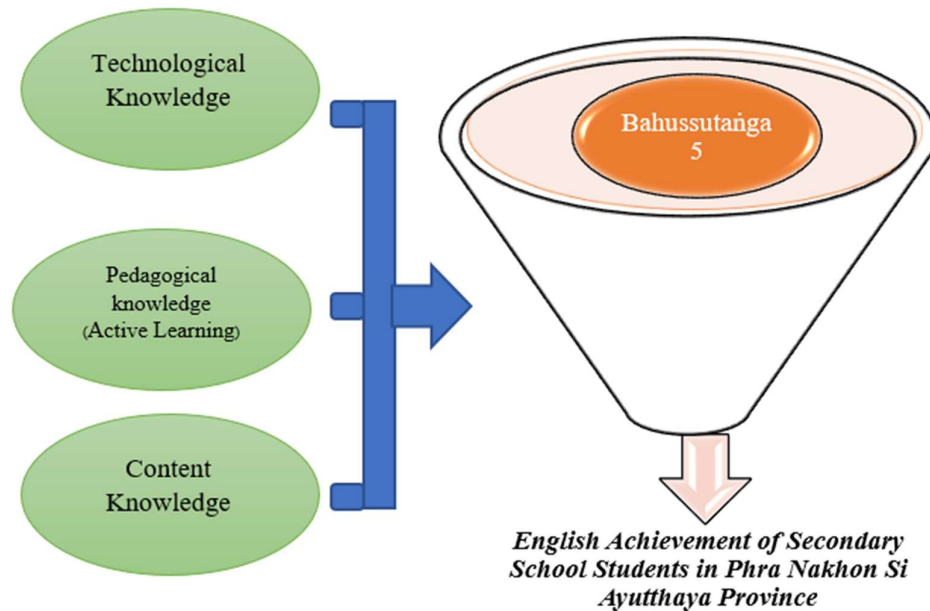 Technological
Knowledge
Pedagogical
knowledge
(Active Learning)
Content
Knowledge
Bahussutaṅga
5
English Achievement of Secondary
School Students in Phra Nakhon Si
Ayutthaya Province